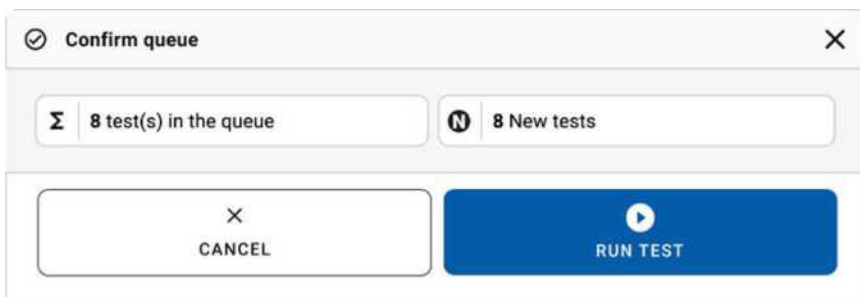 Confirm queue
Σ 8 test(s) in the queue
N 8 New tests
CANCEL
RUN TEST